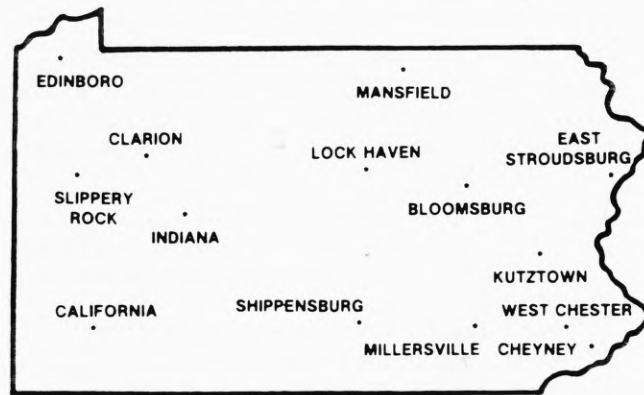 EDINBORO
MANSFIELD
CLARION
LOCK HAVEN
EAST
STROUDSBURG
SLIPPERY
ROCK
BLOOMSBURG
INDIANA
KUTZTOWN
CALIFORNIA
SHIPPENSBURG
WEST CHESTER
MILLERSVILLE
CHEYNEY